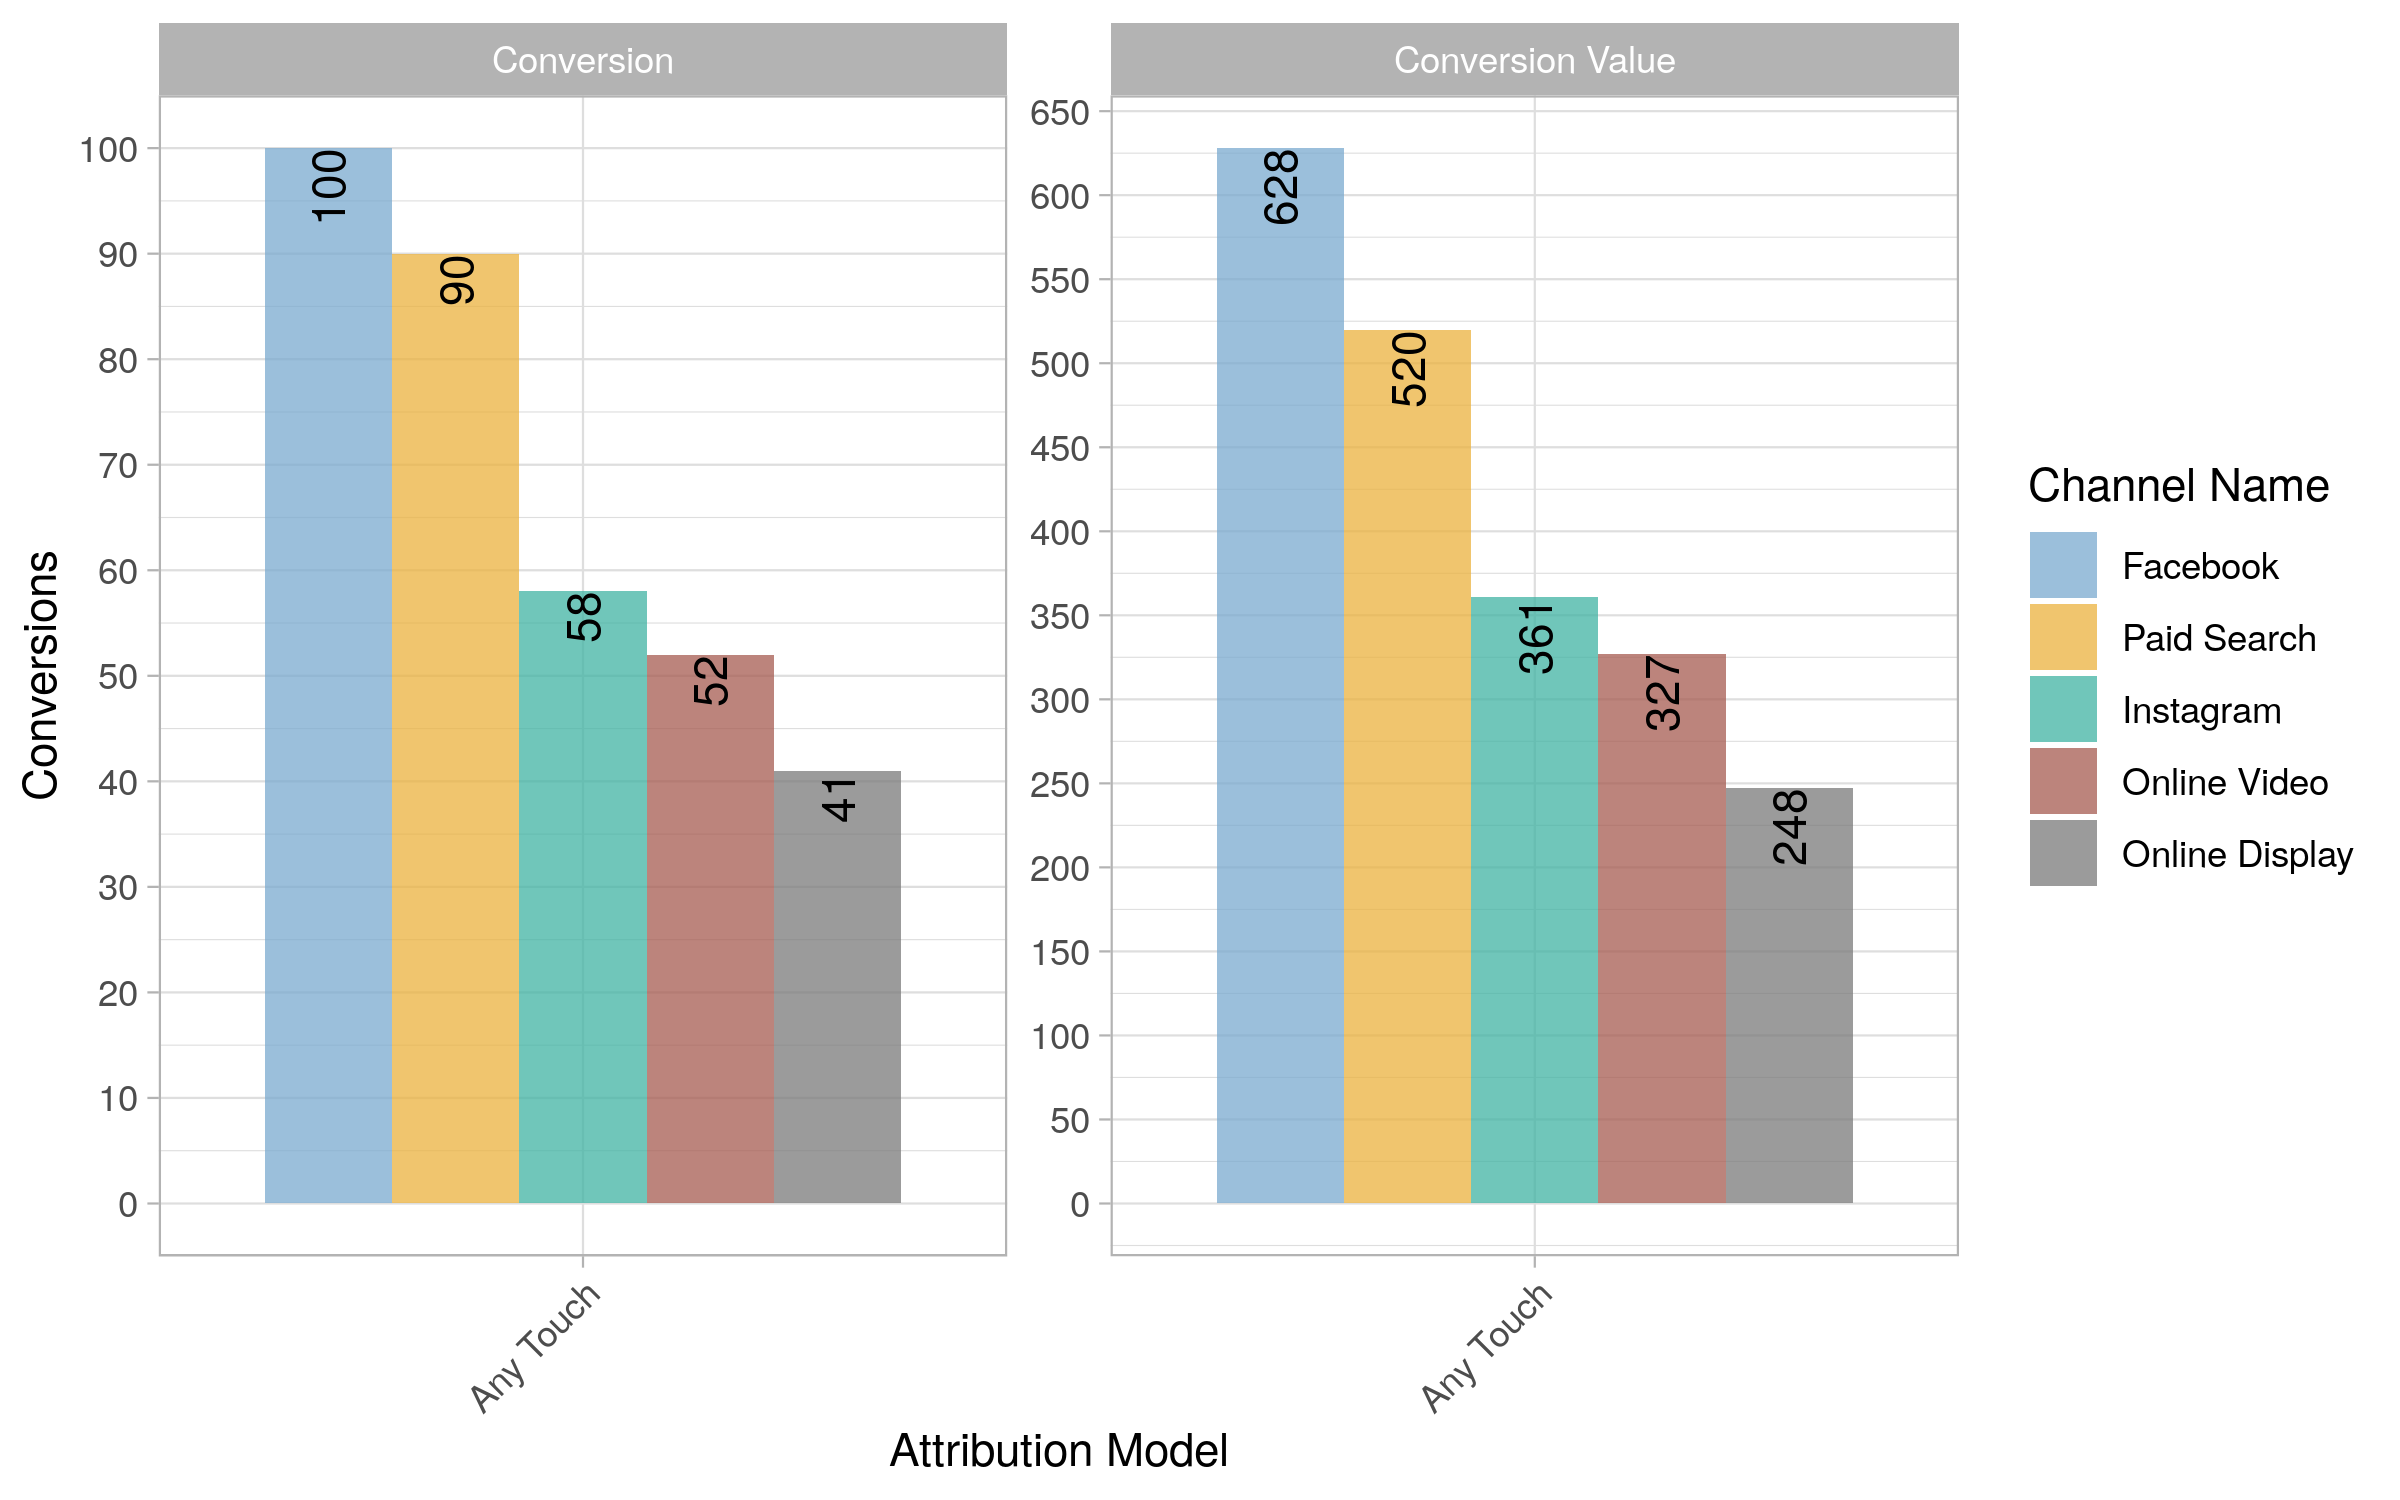 Conversion
Conversion Value
Conversions
100
90
80
70
60
50
40
30
20
10
0
100
90
58
52
41
Any Touch
650
600
550
500
450
400
350
300
250
200
150
100
50
0
628
520
361
327
248
Any Touch
Attribution Model
Channel Name
Facebook
Paid Search
Instagram
Online Video
Online Display